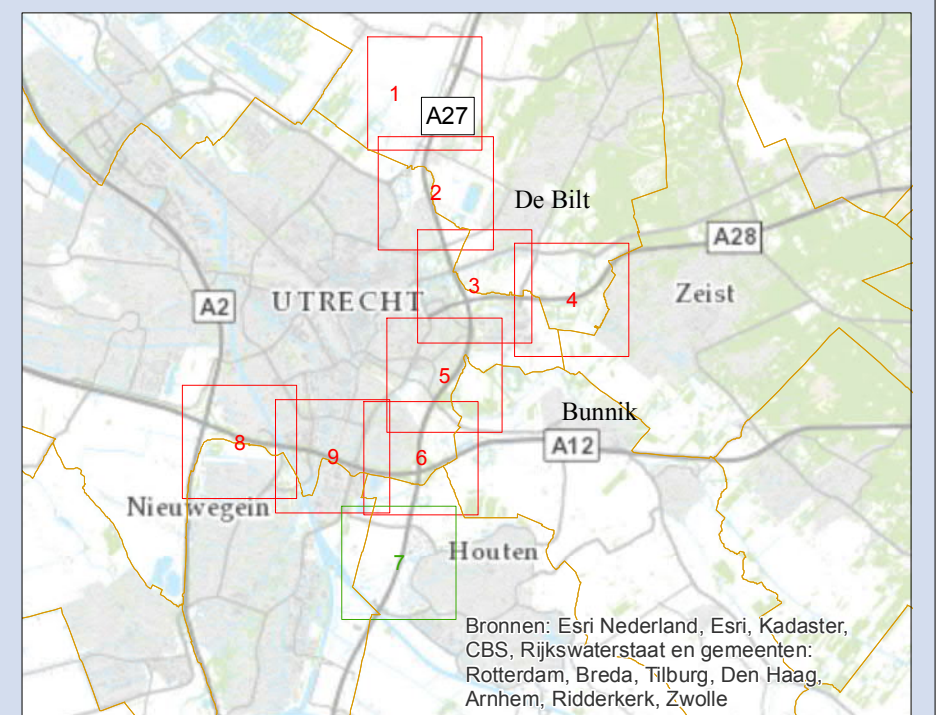 1
A27
2
De Bilt
A28
3
4
Zeist
A2
UTRECHT
5
Bunnik
8
9
6
A12
Nieuwegein
7
Houten
Bronnen: Esri Nederland, Esri, Kadaster,
CBS, Rijkswaterstaat en gemeenten:
Rotterdam, Breda, Tilburg, Den Haag,
Arnhem, Ridderkerk, Zwolle